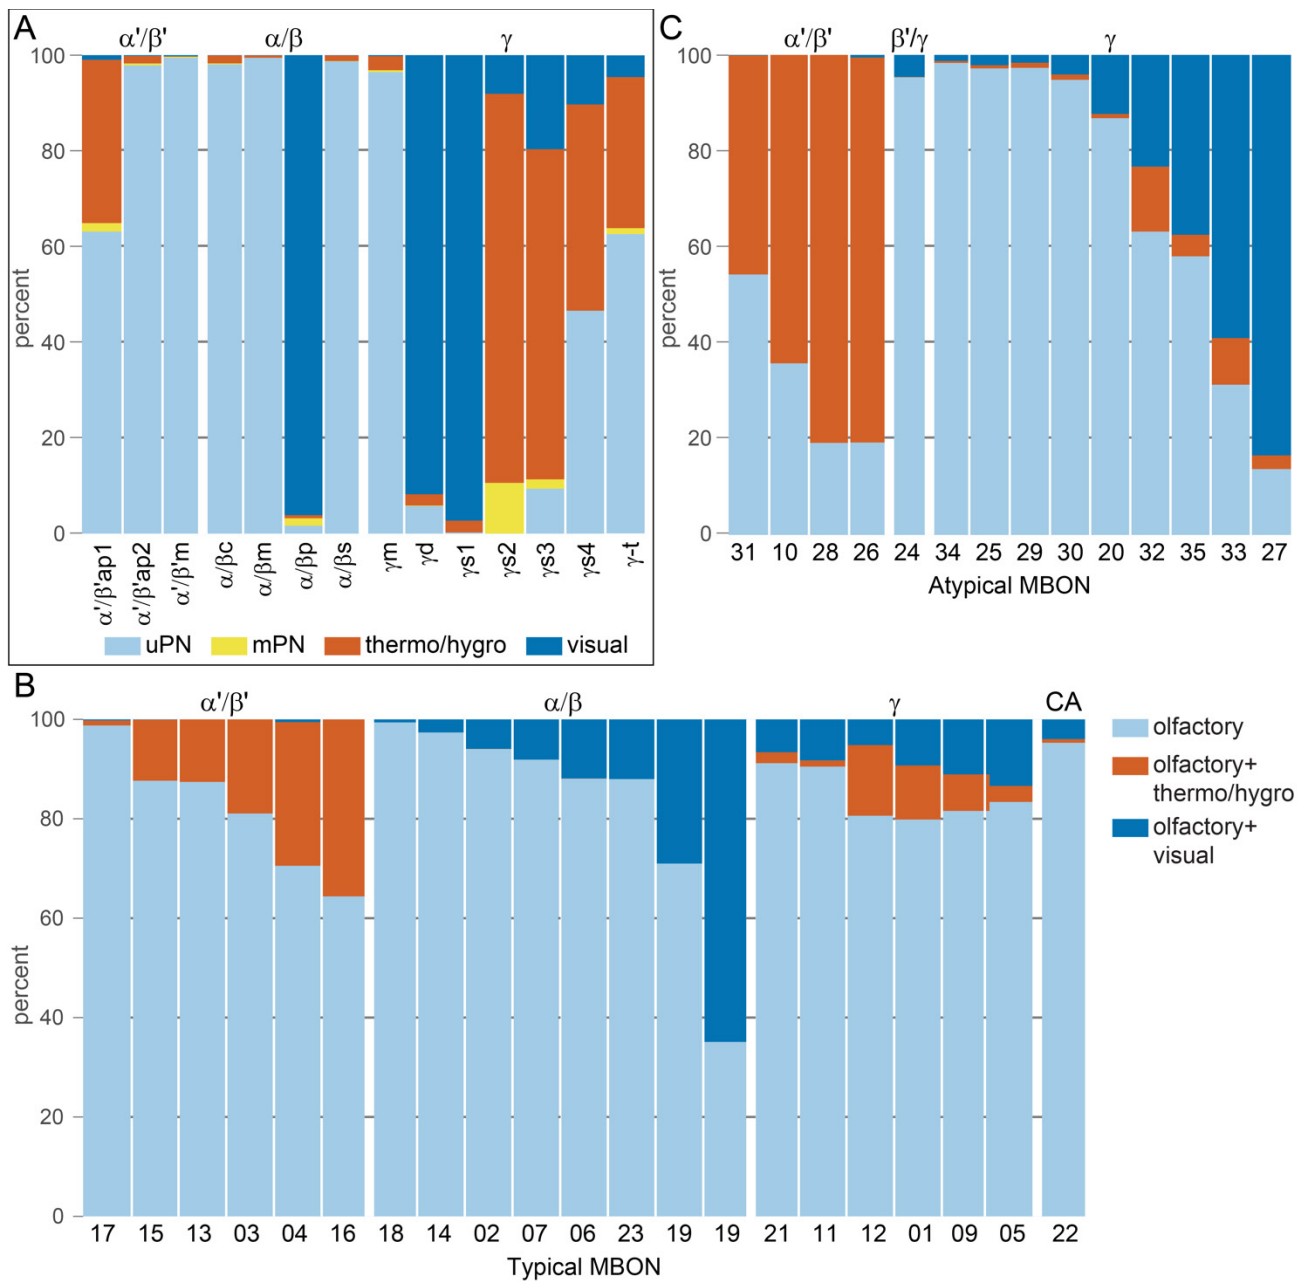 A
α'/β' α/β γ
100
80
60
40
20
0
percent
α'/β'ap1 α'/β'ap2 α'/β'm α/βc α/βm α/βp α/βs γm γd γs1 γs2 γs3 γs4 γ-t
uPN mPN thermo/hygro visual
C
α'/β' β'/γ γ
100
80
60
40
20
0
percent
31 10 28 26 24 34 25 29 30 20 32 35 33 27
Atypical MBON
B
α'/β' α/β γ CA
100
80
60
40
20
0
percent
17 15 13 03 04 16 18 14 02 07 06 23 19 19 21 11 12 01 09 05 22
Typical MBON
olfactory
olfactory+
thermo/hygro
olfactory+
visual